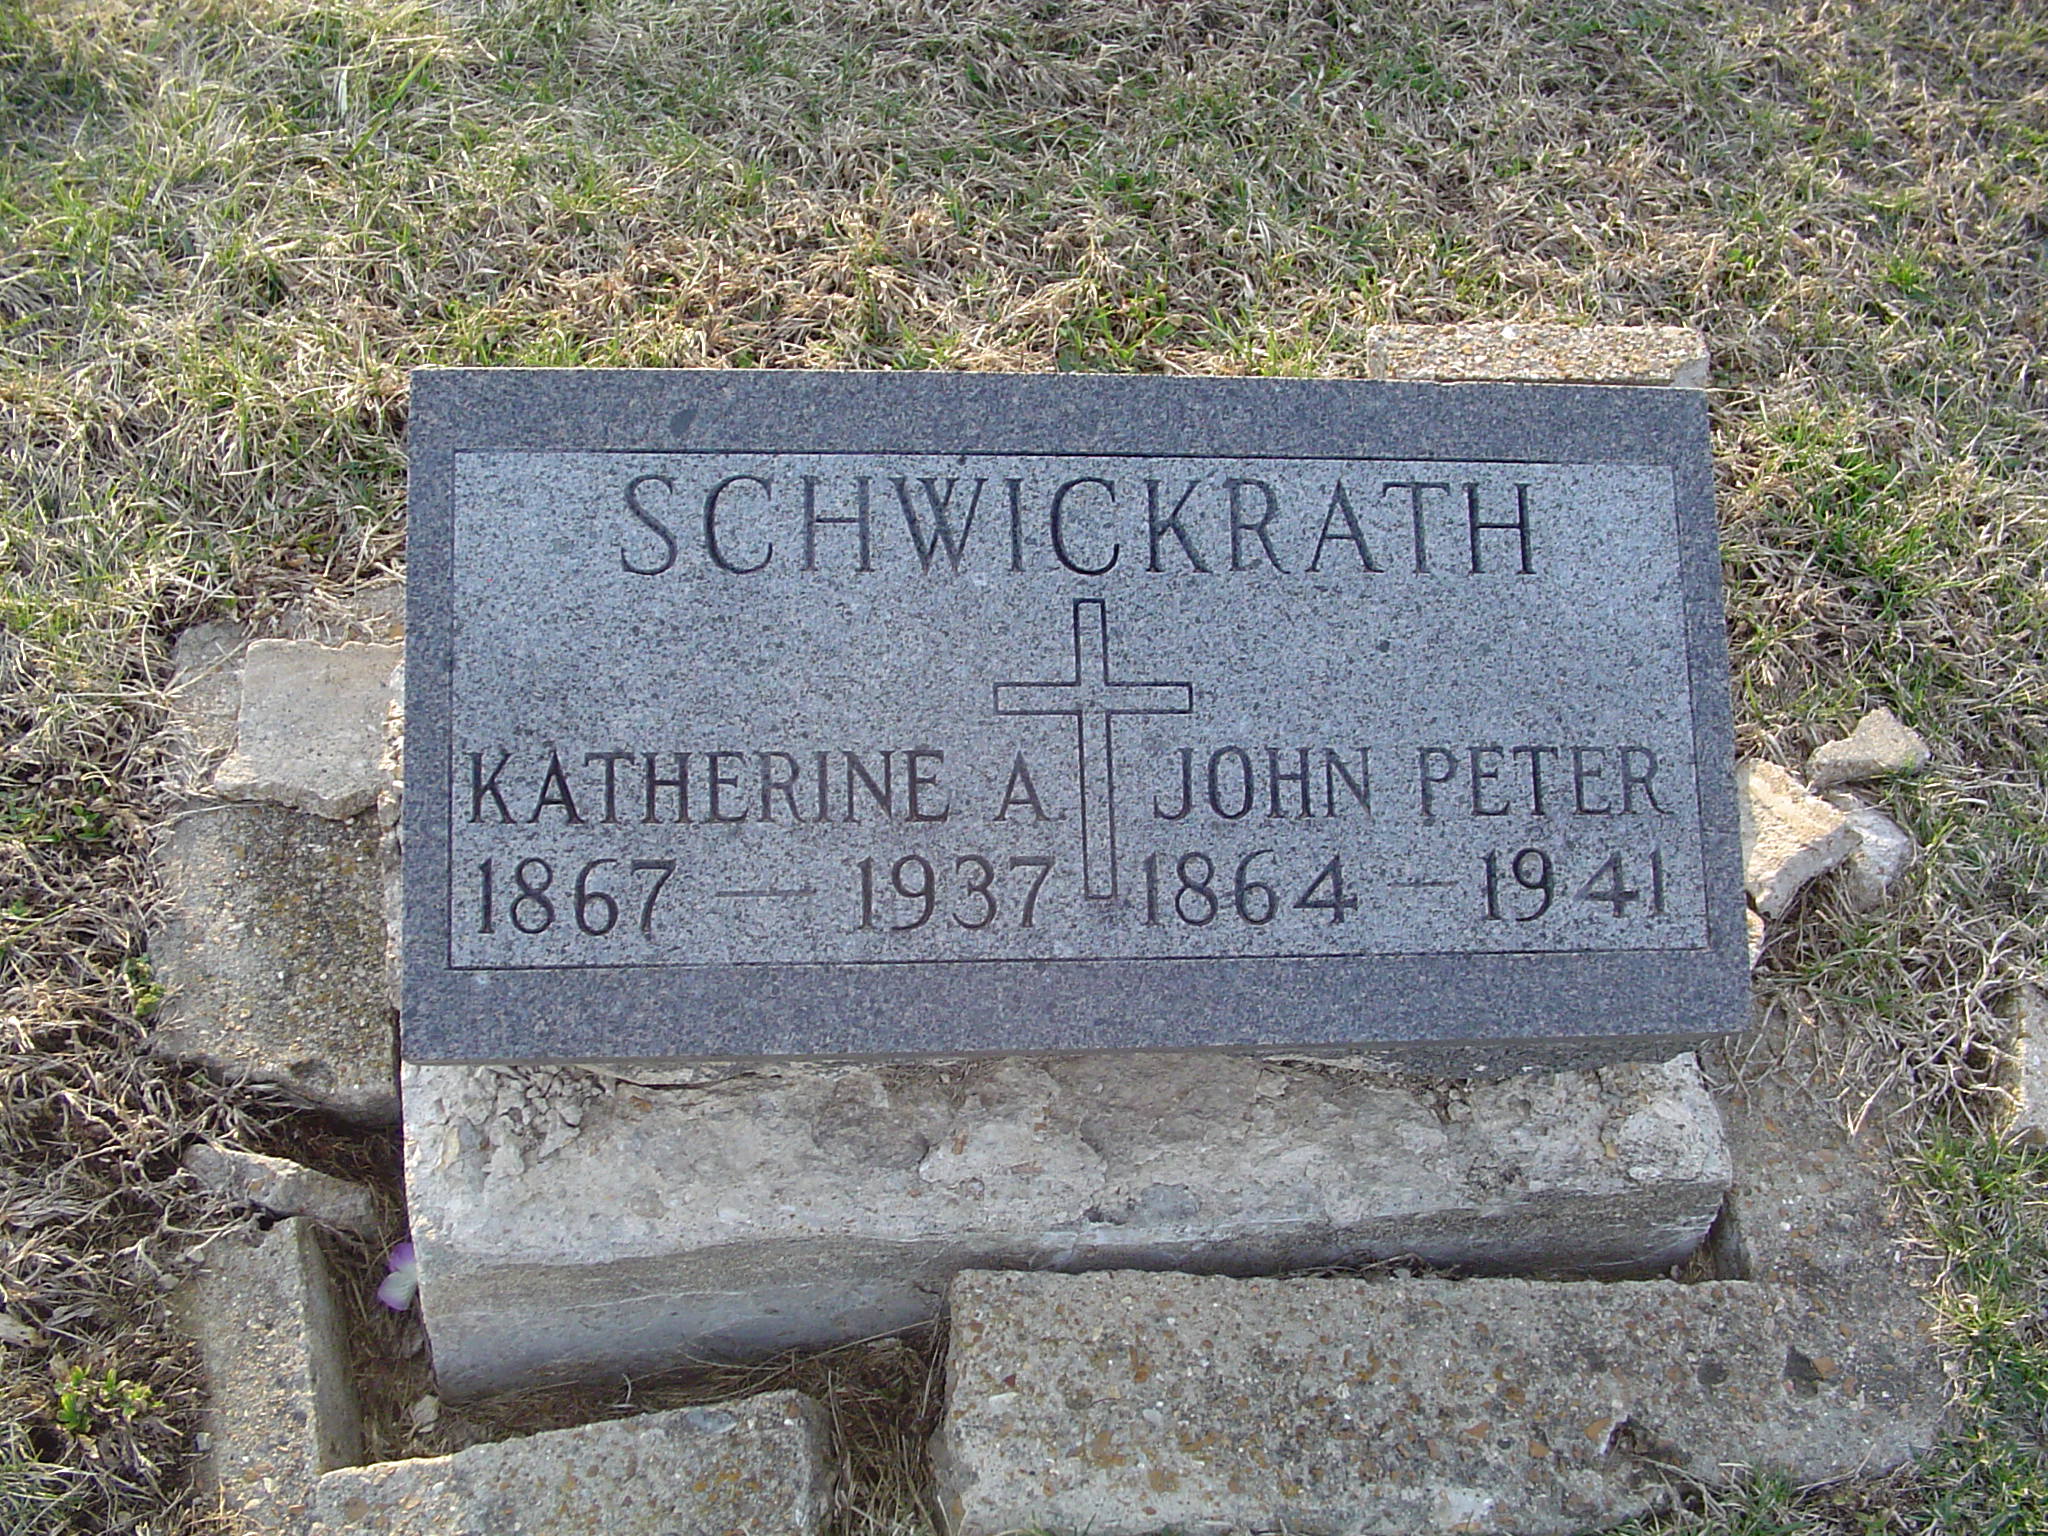 SCHWICKRATH
KATHERINE A. JOHN PETER
1867 — 1937 1864 — 1941